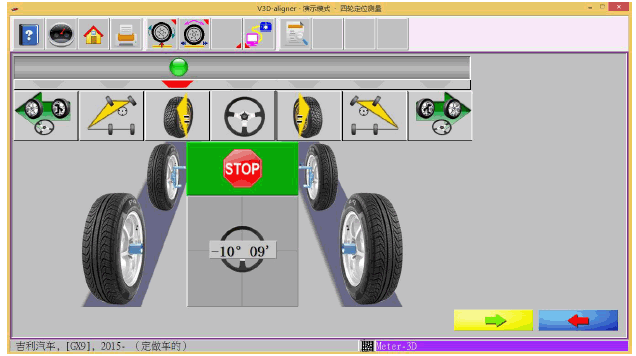 V3D-aligner - 演示模式 - 四轮定位测量
?
STOP
-10° 09'
吉利汽车, [GX9], 2015- (定做车的)
Meter-3D